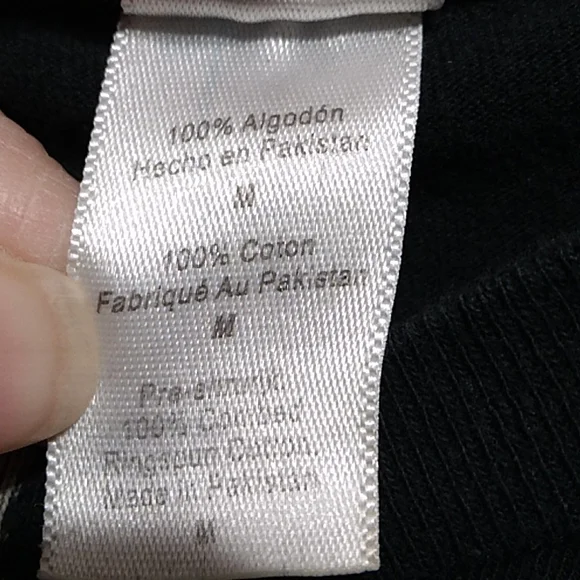 100% Algodón
Hecho en Pakistan
M
100% Coton
Fabriqué Au Pakistan
M
Pre-shrunk.
100% Combed
Ringspun Cotton.
Made in Pakistan
M